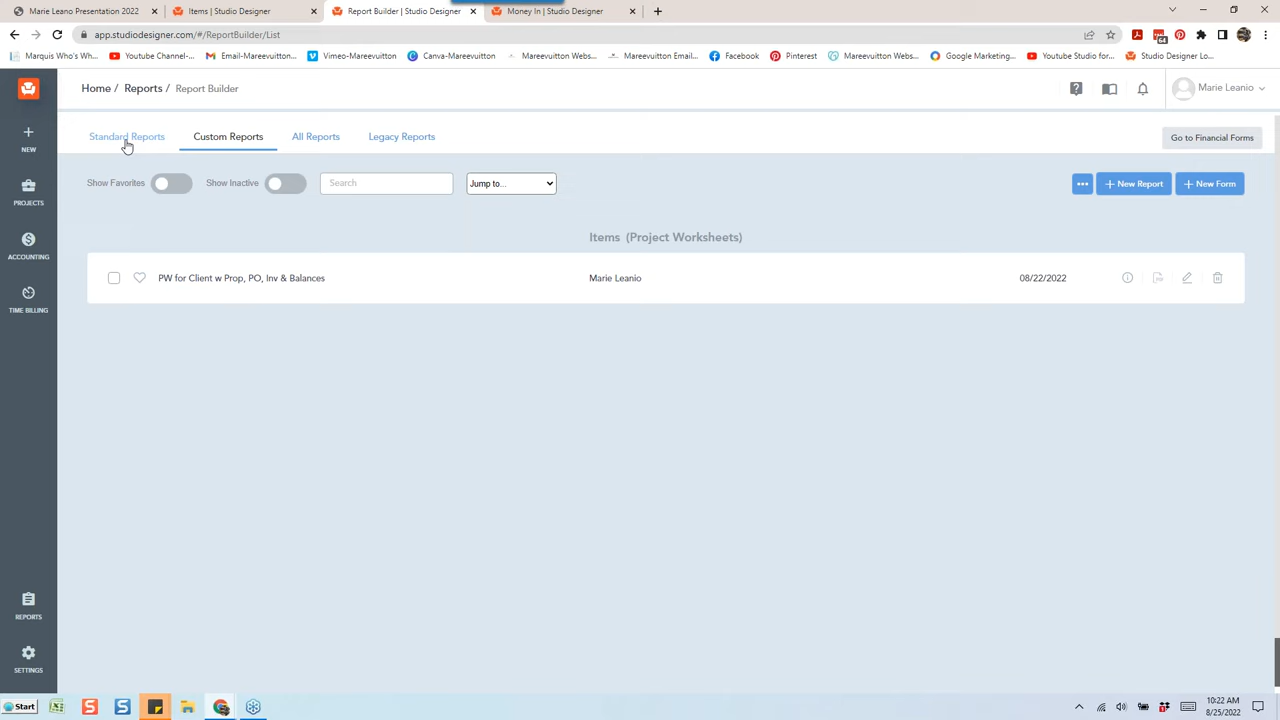 Marie Leanio Presentation 2022
Items | Studio Designer
Report Builder | Studio Designer
Money In | Studio Designer
app.studiodesigner.com/#/ReportBuilder/List
64
Marquis Who's Wh...
Youtube Channel-...
Email-Mareevuitton...
Vimeo-Mareevuitton
Canva-Mareevuitton
Mareevuitton Webs...
Mareevuitton Email...
Facebook
Mareevuitton Webs...
Google Marketing...
Pinterest
Youtube Studio for...
Studio Designer Lo...
Home / Reports / Report Builder
Marie Leanio
Standard Reports
Custom Reports
All Reports
Legacy Reports
Go to Financial Forms
NEW
Show Favorites
Show Inactive
Search
Jump to...
New Report
New Form
PROJECTS
Items (Project Worksheets)
ACCOUNTING
PW for Client w Prop, PO, Inv & Balances
Marie Leanio
08/22/2022
TIME BILLING
REPORTS
SETTINGS
Start
10:22 AM
8/25/2022